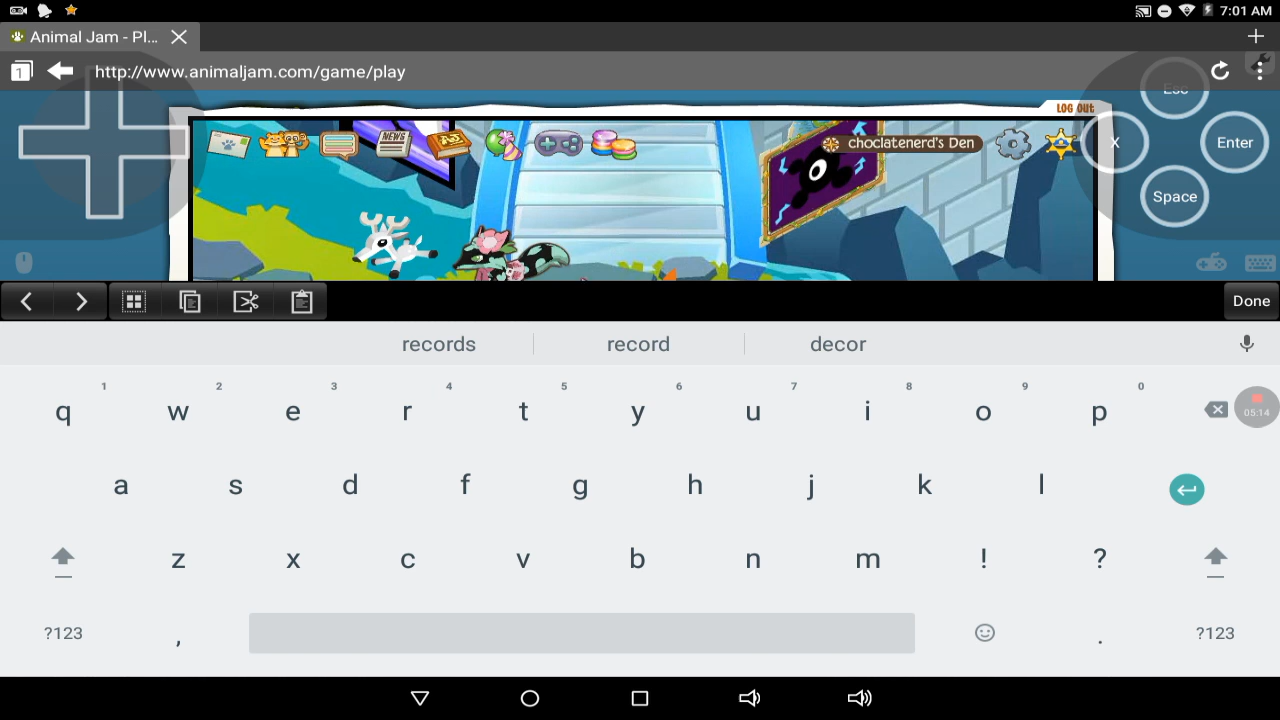 7:01 AM
Animal Jam - Pl...
1
http://www.animaljam.com/game/play
Esc
LOG OUT
NEWS
AJ
choclatenerd's Den
X
Enter
Space
Done
records record decor
1 2 3 4 5 6 7 8 9 0
q w e r t y u i o p
05:14
a s d f g h j k l
z x c v b n m ! ?
?123 , . ?123